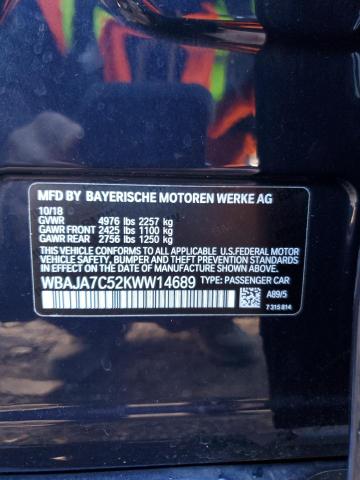 MFD BY BAYERISCHE MOTOREN WERKE AG
10/18
GVWR 4976 lbs 2257 kg
GAWR FRONT 2425 lbs 1100 kg
GAWR REAR 2756 lbs 1250 kg
THIS VEHICLE CONFORMS TO ALL APPLICABLE U.S.FEDERAL MOTOR
VEHICLE SAFETY, BUMPER, AND THEFT PREVENTION STANDARDS IN
EFFECT ON THE DATE OF MANUFACTURE SHOWN ABOVE.
WBAJA7C52KWW14689 TYPE: PASSENGER CAR
A89/5
7 315 814